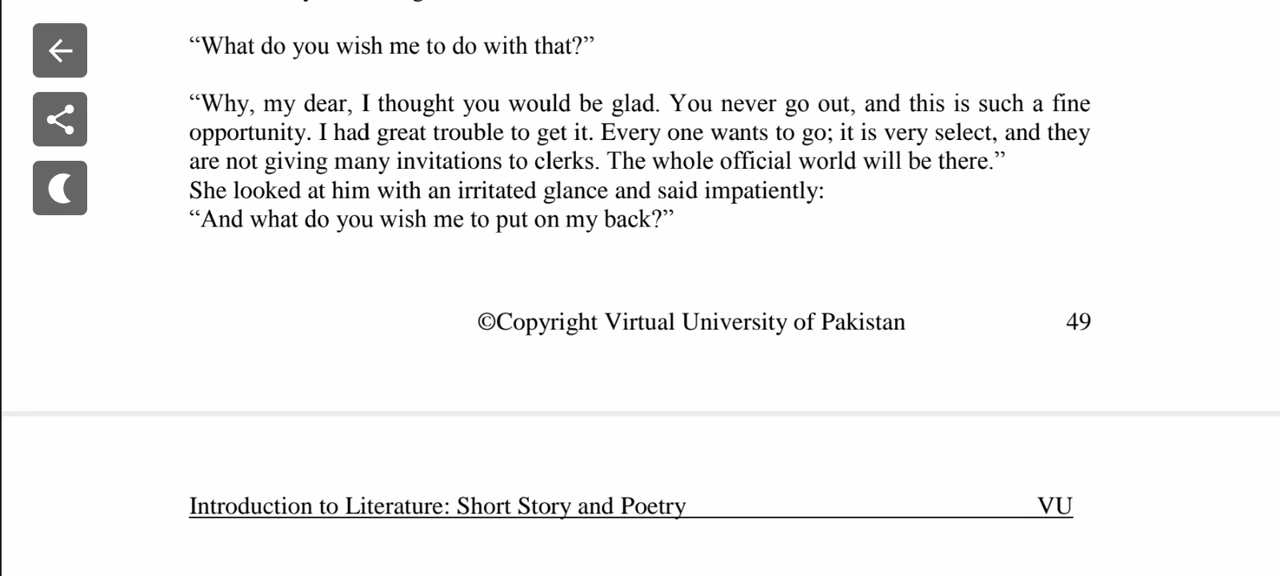 “What do you wish me to do with that?”
“Why, my dear, I thought you would be glad. You never go out, and this is such a fine
opportunity. I had great trouble to get it. Every one wants to go; it is very select, and they
are not giving many invitations to clerks. The whole official world will be there.”
She looked at him with an irritated glance and said impatiently:
“And what do you wish me to put on my back?”
©Copyright Virtual University of Pakistan 49
Introduction to Literature: Short Story and Poetry VU